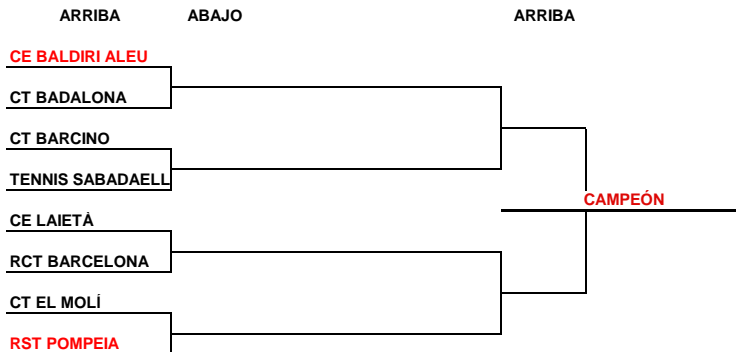 ARRIBA ABAJO ARRIBA
CE BALDIRI ALEU
CT BADALONA
CT BARCINO
TENNIS SABADAELL
CE LAIETÀ
RCT BARCELONA
CT EL MOLÍ
RST POMPEIA
CAMPEÓN